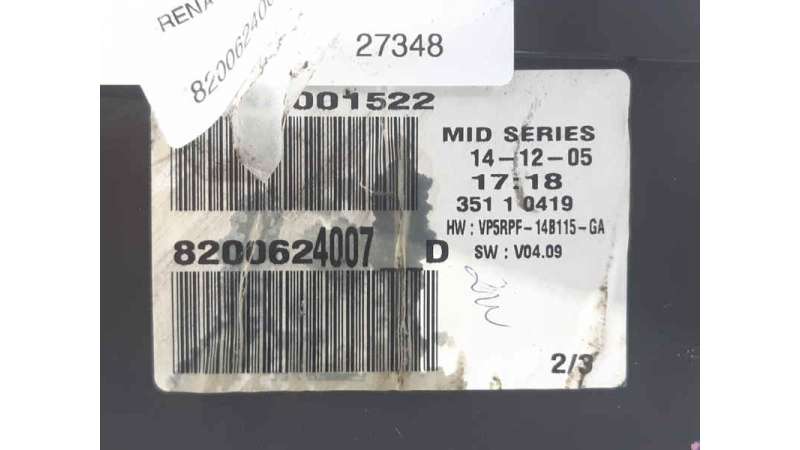 RENA
820062400
27348
001522
MID SERIES
14-12-05
17:18
351 1 0419
HW : VP5RPF-14B115-GA
SW : V04.09
8200624007 D
2/3